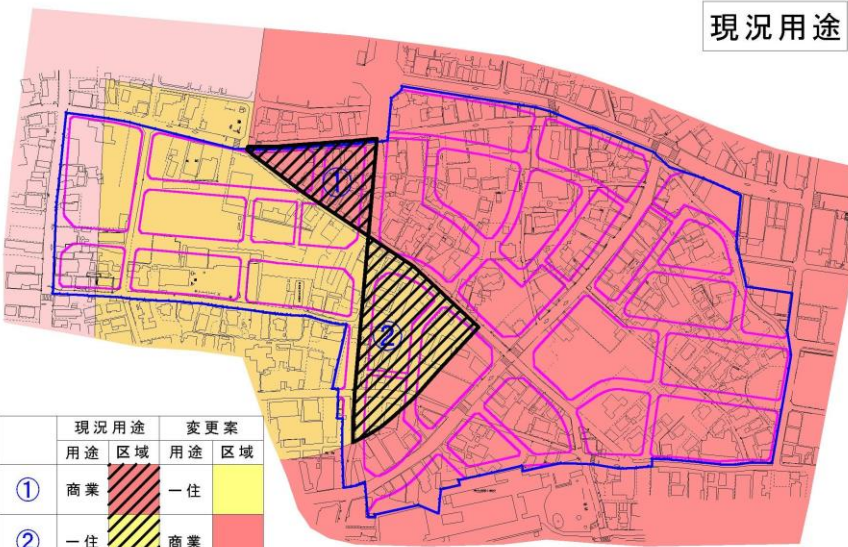 現況用途
①
②
現況用途 変更案
用途 区域 用途 区域
① 商業 一住
② 一住 商業